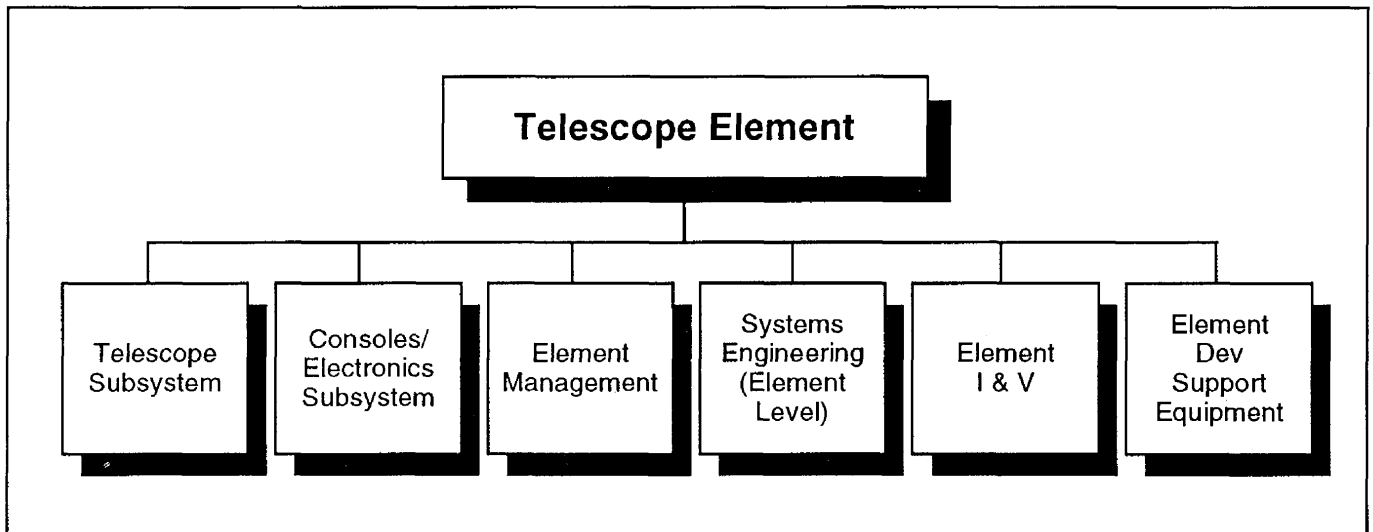 Telescope Element
Telescope
Subsystem
Consoles/
Electronics
Subsystem
Element
Management
Systems
Engineering
(Element
Level)
Element
I & V
Element
Dev
Support
Equipment